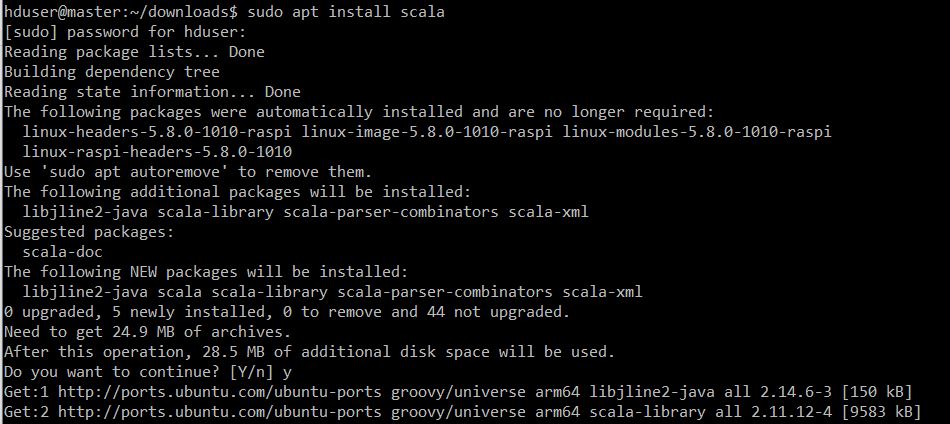 hduser@master:~/downloads$ sudo apt install scala
[sudo] password for hduser:
Reading package lists... Done
Building dependency tree
Reading state information... Done
The following packages were automatically installed and are no longer required:
  linux-headers-5.8.0-1010-raspi linux-image-5.8.0-1010-raspi linux-modules-5.8.0-1010-raspi
  linux-raspi-headers-5.8.0-1010
Use 'sudo apt autoremove' to remove them.
The following additional packages will be installed:
  libjline2-java scala-library scala-parser-combinators scala-xml
Suggested packages:
  scala-doc
The following NEW packages will be installed:
  libjline2-java scala scala-library scala-parser-combinators scala-xml
0 upgraded, 5 newly installed, 0 to remove and 44 not upgraded.
Need to get 24.9 MB of archives.
After this operation, 28.5 MB of additional disk space will be used.
Do you want to continue? [Y/n] y
Get:1 http://ports.ubuntu.com/ubuntu-ports groovy/universe arm64 libjline2-java all 2.14.6-3 [150 kB]
Get:2 http://ports.ubuntu.com/ubuntu-ports groovy/universe arm64 scala-library all 2.11.12-4 [9583 kB]